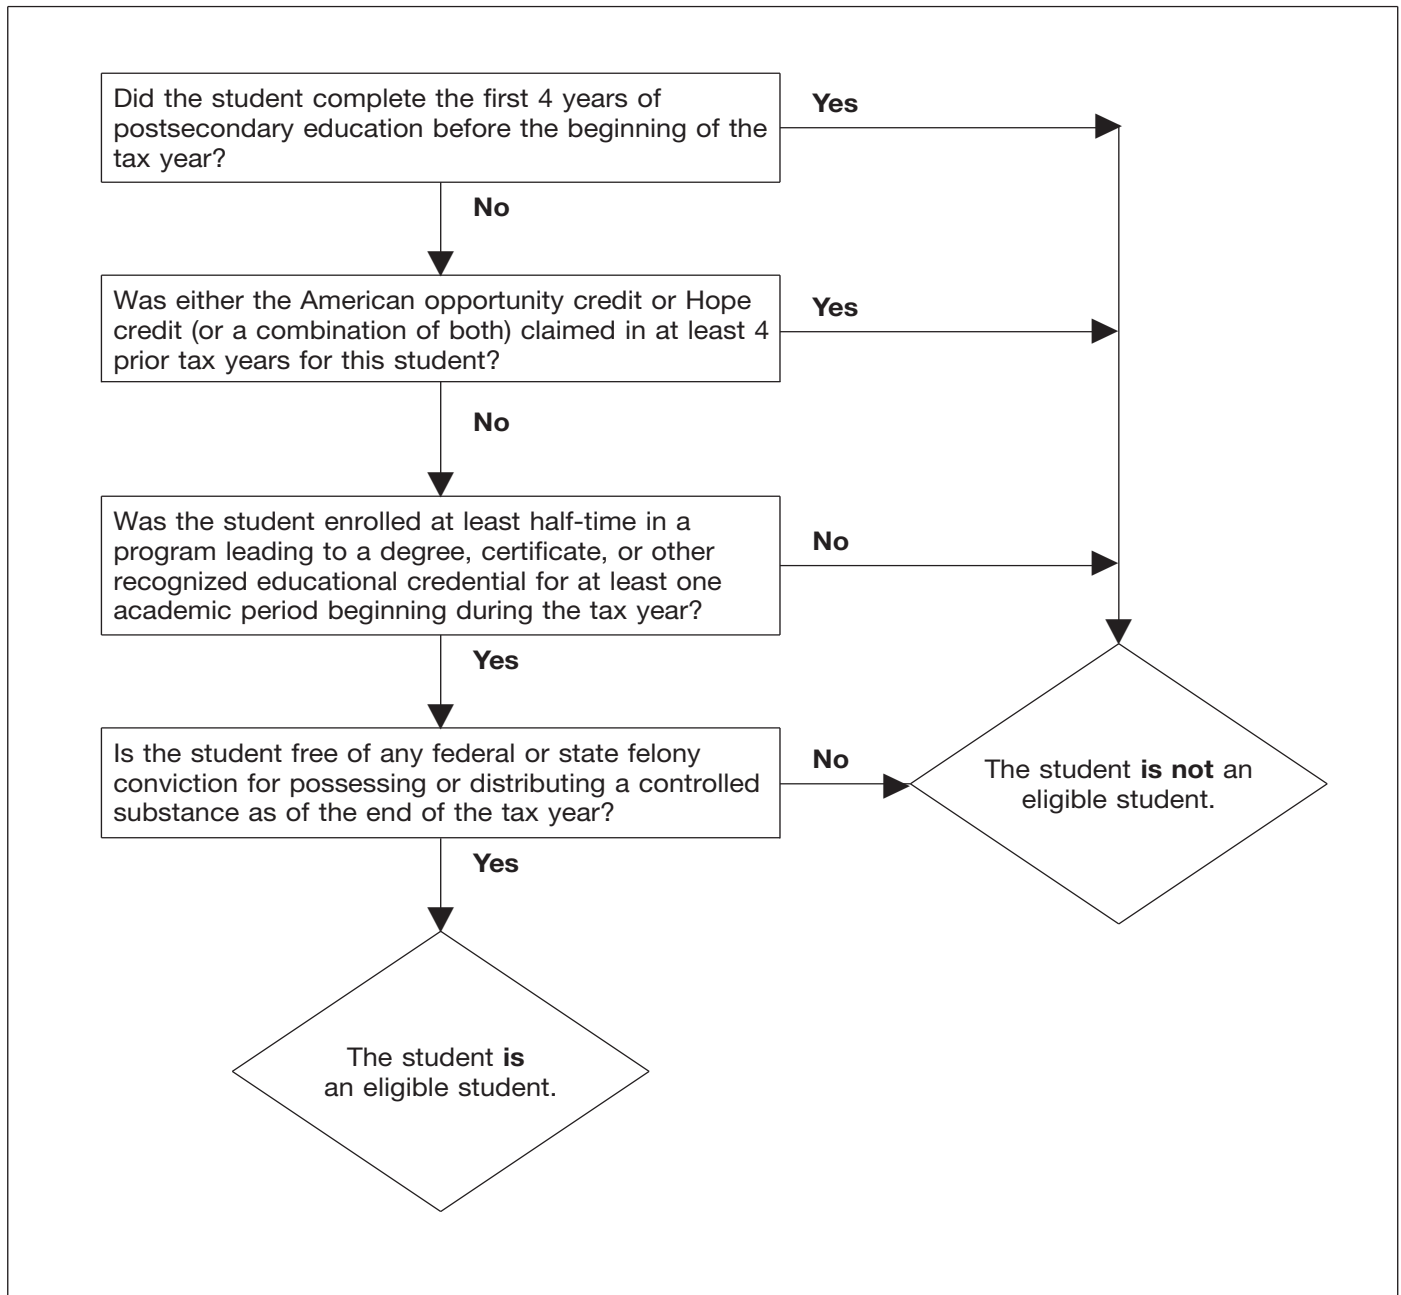 Did the student complete the first 4 years of
postsecondary education before the beginning of the
tax year?
Yes
No
Was either the American opportunity credit or Hope
credit (or a combination of both) claimed in at least 4
prior tax years for this student?
Yes
No
Was the student enrolled at least half-time in a
program leading to a degree, certificate, or other
recognized educational credential for at least one
academic period beginning during the tax year?
No
Yes
Is the student free of any federal or state felony
conviction for possessing or distributing a controlled
substance as of the end of the tax year?
No
The student is not an
eligible student.
Yes
The student is
an eligible student.